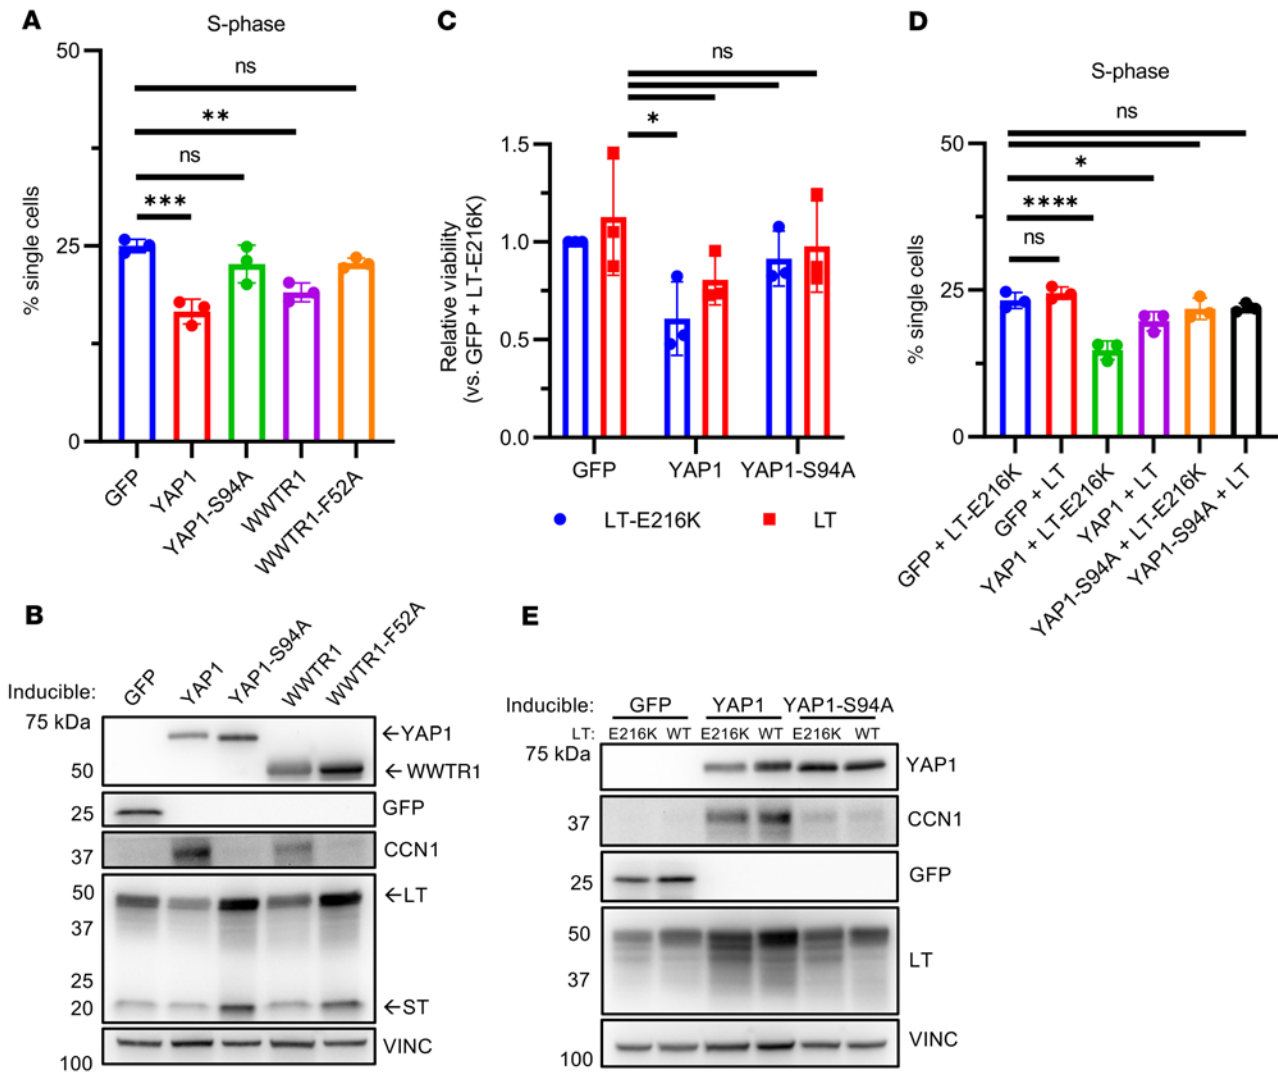 A
S-phase
50
25
0
% single cells
ns
**
ns
***
GFP
YAP1
YAP1-S94A
WWTR1
WWTR1-F52A
C
ns
*
1.5
1.0
0.5
0.0
Relative viability
(vs. GFP + LT-E216K)
GFP
YAP1
YAP1-S94A
LT-E216K
LT
D
S-phase
50
25
0
% single cells
ns
*
****
ns
GFP + LT-E216K
GFP + LT
YAP1 + LT-E216K
YAP1 + LT
YAP1-S94A + LT-E216K
YAP1-S94A + LT
B
Inducible:
GFP
YAP1
YAP1-S94A
WWTR1
WWTR1-F52A
75 kDa
←YAP1
50
←WWTR1
25
GFP
37
CCN1
50
←LT
37
25
20
←ST
VINC
100
E
Inducible:
GFP
YAP1
YAP1-S94A
LT:
E216K
WT
E216K
WT
E216K
WT
75 kDa
YAP1
37
CCN1
25
GFP
50
LT
37
VINC
100